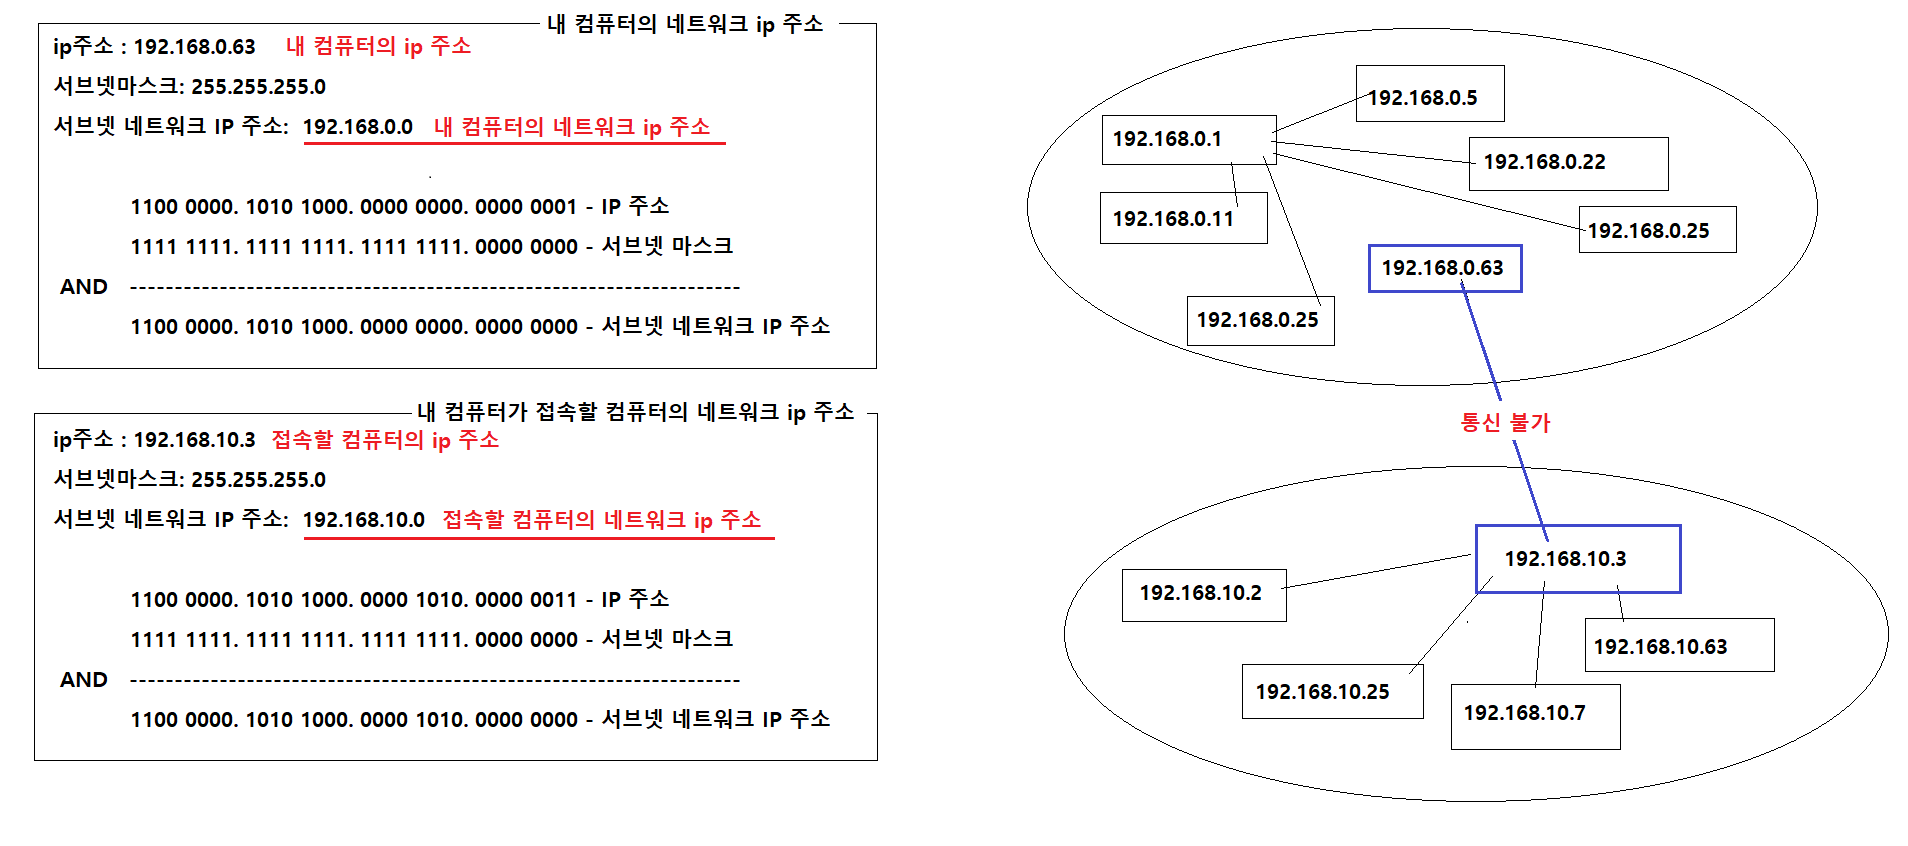 내 컴퓨터의 네트워크 ip 주소
ip주소 : 192.168.0.63 내 컴퓨터의 ip 주소
서브넷마스크: 255.255.255.0
서브넷 네트워크 IP 주소: 192.168.0.0 내 컴퓨터의 네트워크 ip 주소
1100 0000. 1010 1000. 0000 0000. 0000 0001 - IP 주소
1111 1111. 1111 1111. 1111 1111. 0000 0000 - 서브넷 마스크
AND --------------------------------------------------------------------
1100 0000. 1010 1000. 0000 0000. 0000 0000 - 서브넷 네트워크 IP 주소
내 컴퓨터가 접속할 컴퓨터의 네트워크 ip 주소
ip주소 : 192.168.10.3 접속할 컴퓨터의 ip 주소
서브넷마스크: 255.255.255.0
서브넷 네트워크 IP 주소: 192.168.10.0 접속할 컴퓨터의 네트워크 ip 주소
1100 0000. 1010 1000. 0000 1010. 0000 0011 - IP 주소
1111 1111. 1111 1111. 1111 1111. 0000 0000 - 서브넷 마스크
AND --------------------------------------------------------------------
1100 0000. 1010 1000. 0000 1010. 0000 0000 - 서브넷 네트워크 IP 주소
192.168.0.5
192.168.0.1
192.168.0.22
192.168.0.11
192.168.0.25
192.168.0.63
192.168.0.25
통신 불가
192.168.10.3
192.168.10.2
192.168.10.63
192.168.10.25
192.168.10.7